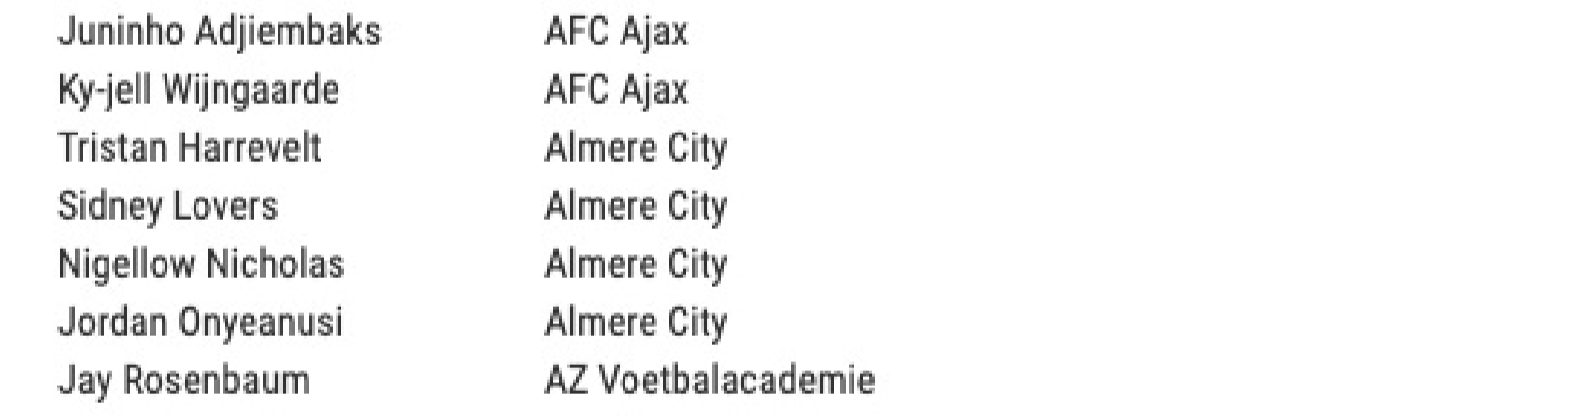 Juninho Adjiembaks AFC Ajax
Ky-jell Wijngaarde AFC Ajax
Tristan Harrevelt Almere City
Sidney Lovers Almere City
Nigellow Nicholas Almere City
Jordan Onyeanusi Almere City
Jay Rosenbaum AZ Voetbalacademie